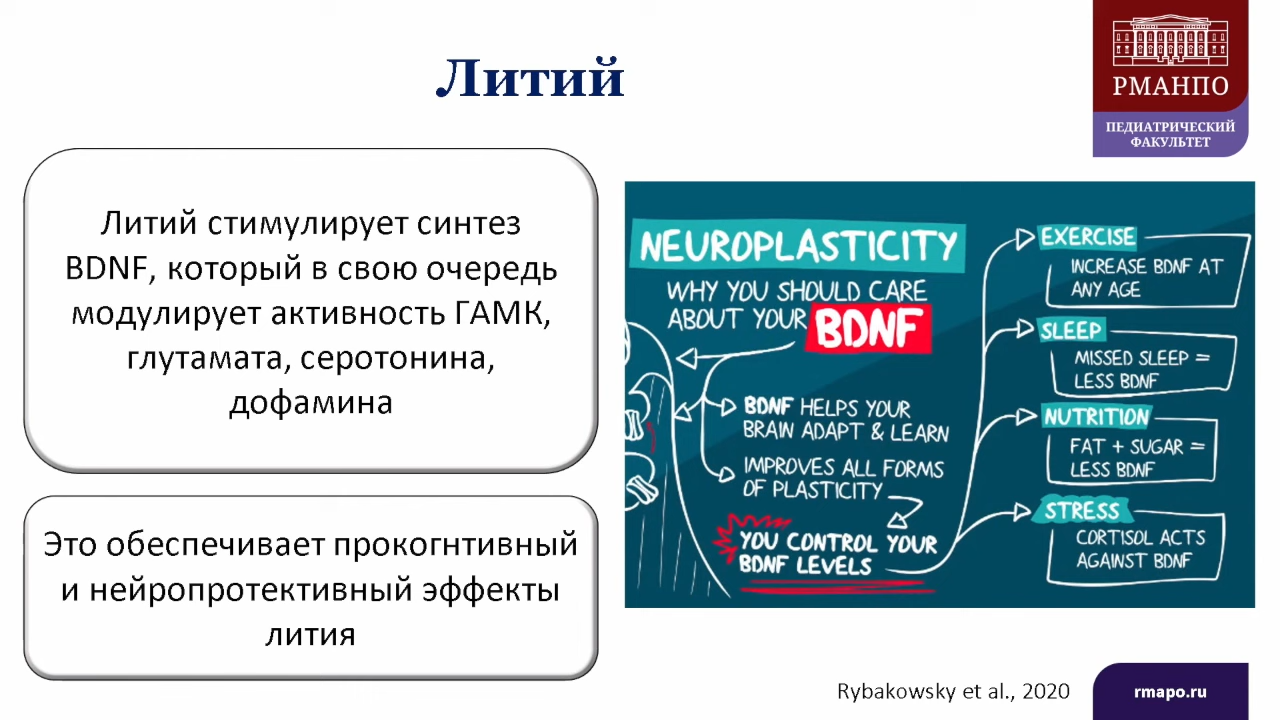 Литий
РМАНПО
ПЕДИАТРИЧЕСКИЙ
ФАКУЛЬТЕТ
Литий стимулирует синтез
BDNF, который в свою очередь
модулирует активность ГАМК,
глутамата, серотонина,
дофамина
Это обеспечивает прокогнтивный
и нейропротективный эффекты
лития
NEUROPLASTICITY
WHY YOU SHOULD CARE
ABOUT YOUR BDNF
BDNF HELPS YOUR
BRAIN ADAPT & LEARN
IMPROVES ALL FORMS
OF PLASTICITY
YOU CONTROL YOUR
BDNF LEVELS
EXERCISE
INCREASE BDNF AT
ANY AGE
SLEEP
MISSED SLEEP =
LESS BDNF
NUTRITION
FAT + SUGAR =
LESS BDNF
STRESS
CORTISOL ACTS
AGAINST BDNF
Rybakowsky et al., 2020
rmapo.ru